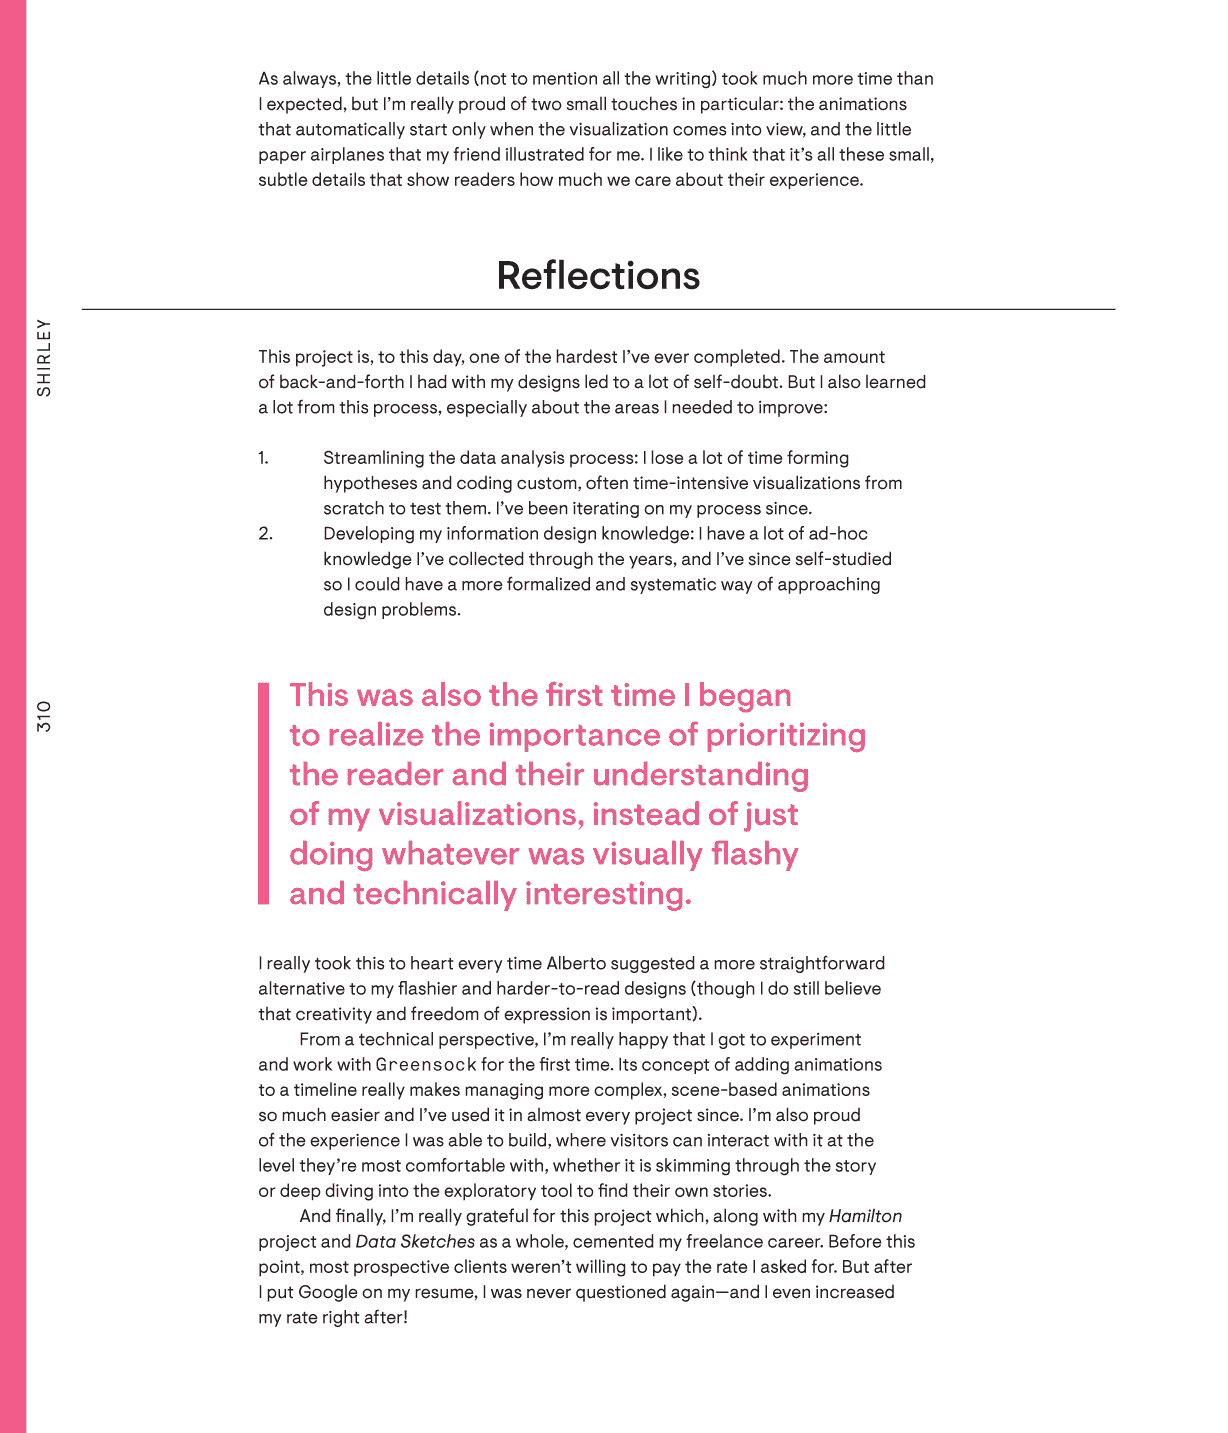 As always, the little details (not to mention all the writing) took much more time than
I expected, but I’m really proud of two small touches in particular: the animations
that automatically start only when the visualization comes into view, and the little
paper airplanes that my friend illustrated for me. I like to think that it’s all these small,
subtle details that show readers how much we care about their experience.
Reflections
SHIRLEY
This project is, to this day, one of the hardest I’ve ever completed. The amount
of back-and-forth I had with my designs led to a lot of self-doubt. But I also learned
a lot from this process, especially about the areas I needed to improve:
1. Streamlining the data analysis process: I lose a lot of time forming
hypotheses and coding custom, often time-intensive visualizations from
scratch to test them. I’ve been iterating on my process since.
2. Developing my information design knowledge: I have a lot of ad-hoc
knowledge I’ve collected through the years, and I’ve since self-studied
so I could have a more formalized and systematic way of approaching
design problems.
310
This was also the first time I began
to realize the importance of prioritizing
the reader and their understanding
of my visualizations, instead of just
doing whatever was visually flashy
and technically interesting.
I really took this to heart every time Alberto suggested a more straightforward
alternative to my flashier and harder-to-read designs (though I do still believe
that creativity and freedom of expression is important).
From a technical perspective, I’m really happy that I got to experiment
and work with Greensock for the first time. Its concept of adding animations
to a timeline really makes managing more complex, scene-based animations
so much easier and I’ve used it in almost every project since. I’m also proud
of the experience I was able to build, where visitors can interact with it at the
level they’re most comfortable with, whether it is skimming through the story
or deep diving into the exploratory tool to find their own stories.
And finally, I’m really grateful for this project which, along with my Hamilton
project and Data Sketches as a whole, cemented my freelance career. Before this
point, most prospective clients weren’t willing to pay the rate I asked for. But after
I put Google on my resume, I was never questioned again—and I even increased
my rate right after!